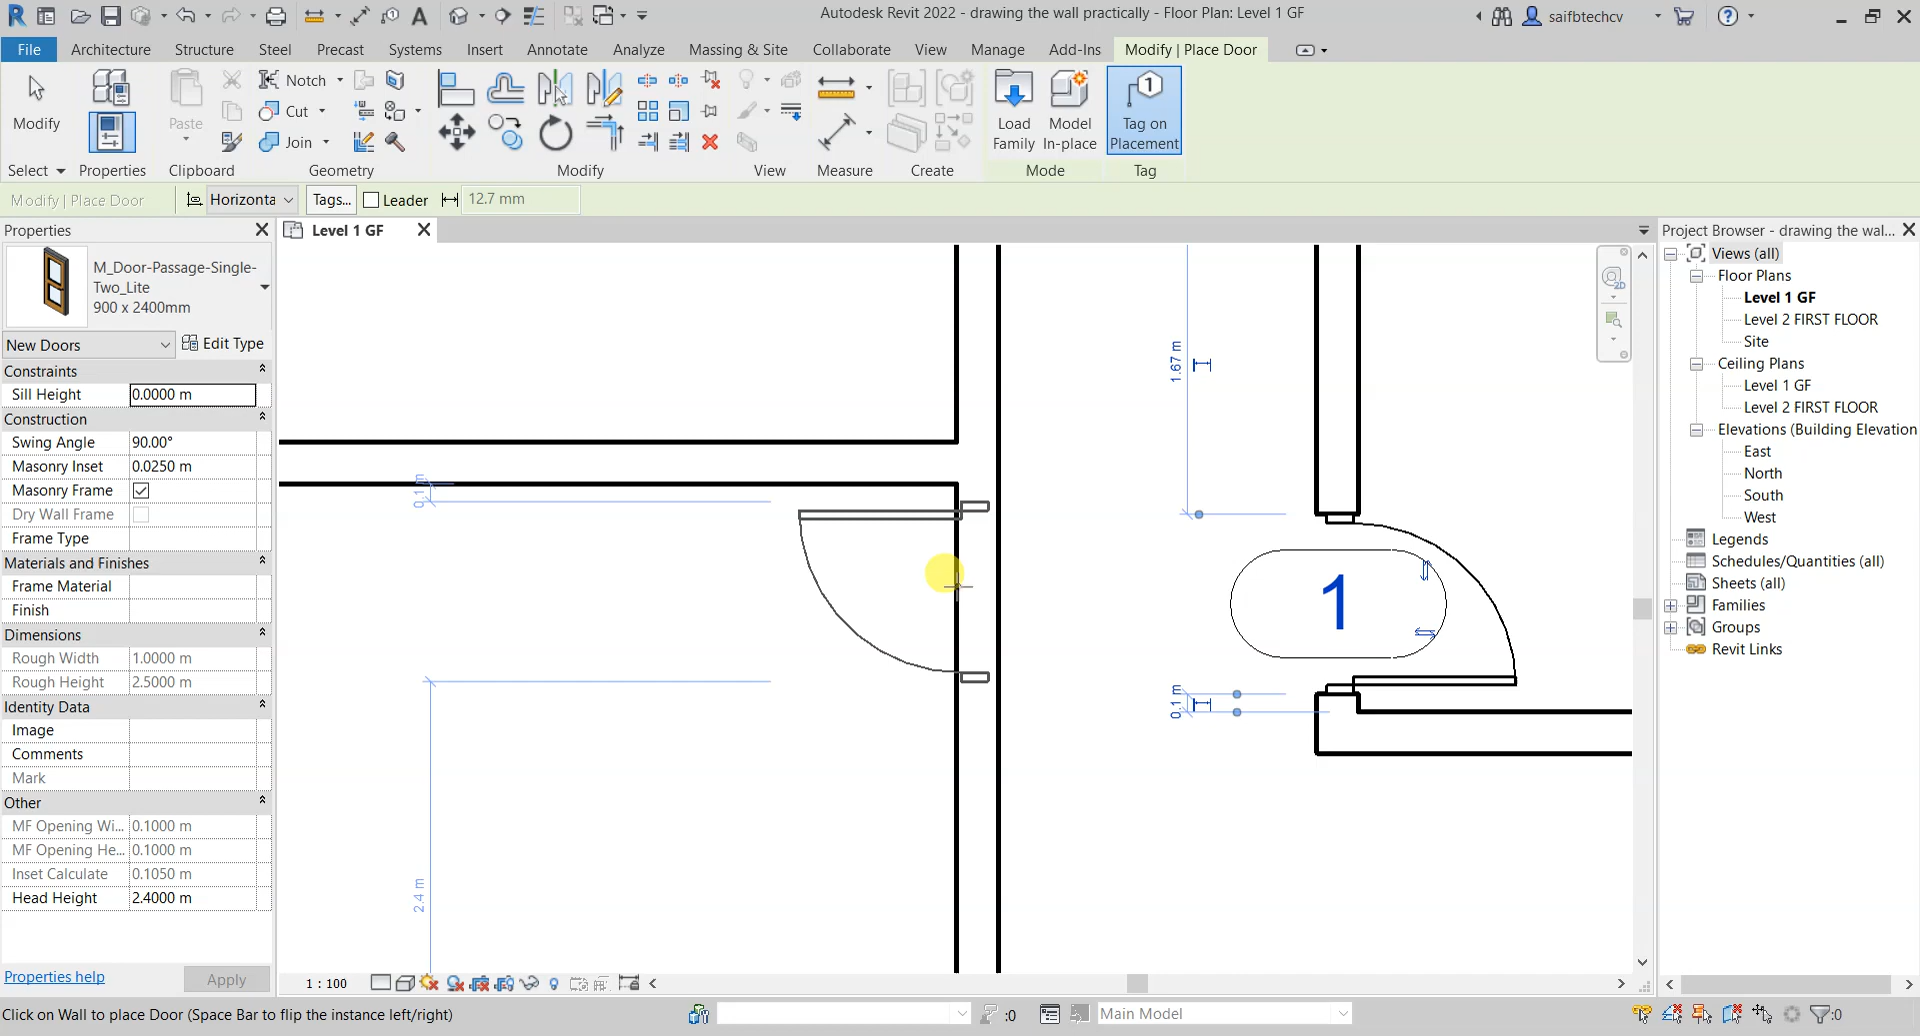 Autodesk Revit 2022 - drawing the wall practically - Floor Plan: Level 1 GF
saifbtechcv
File
Architecture
Structure
Steel
Precast
Systems
Insert
Annotate
Analyze
Massing & Site
Collaborate
View
Manage
Add-Ins
Modify | Place Door
Modify
Paste
Notch
Cut
Join
Load
Family
Model
In-place
Tag on
Placement
Select
Properties
Clipboard
Geometry
Modify
View
Measure
Create
Mode
Tag
Modify | Place Door
Horizonta
Tags...
Leader
12.7 mm
Properties
M_Door-Passage-Single-
Two_Lite
900 x 2400mm
New Doors
Edit Type
Constraints
Sill Height 0.0000 m
Construction
Swing Angle 90.00°
Masonry Inset 0.0250 m
Masonry Frame
Dry Wall Frame
Frame Type
Materials and Finishes
Frame Material
Finish
Dimensions
Rough Width 1.0000 m
Rough Height 2.5000 m
Identity Data
Image
Comments
Mark
Other
MF Opening Wi... 0.1000 m
MF Opening He... 0.1000 m
Inset Calculate 0.1050 m
Head Height 2.4000 m
Properties help
Apply
Level 1 GF
2D
0.1 m
2.4 m
1.67 m
1
0.1 m
1 : 100
Project Browser - drawing the wal...
Views (all)
Floor Plans
Level 1 GF
Level 2 FIRST FLOOR
Site
Ceiling Plans
Level 1 GF
Level 2 FIRST FLOOR
Elevations (Building Elevation
East
North
South
West
Legends
Schedules/Quantities (all)
Sheets (all)
Families
Groups
Revit Links
Click on Wall to place Door (Space Bar to flip the instance left/right)
:0
Main Model
:0